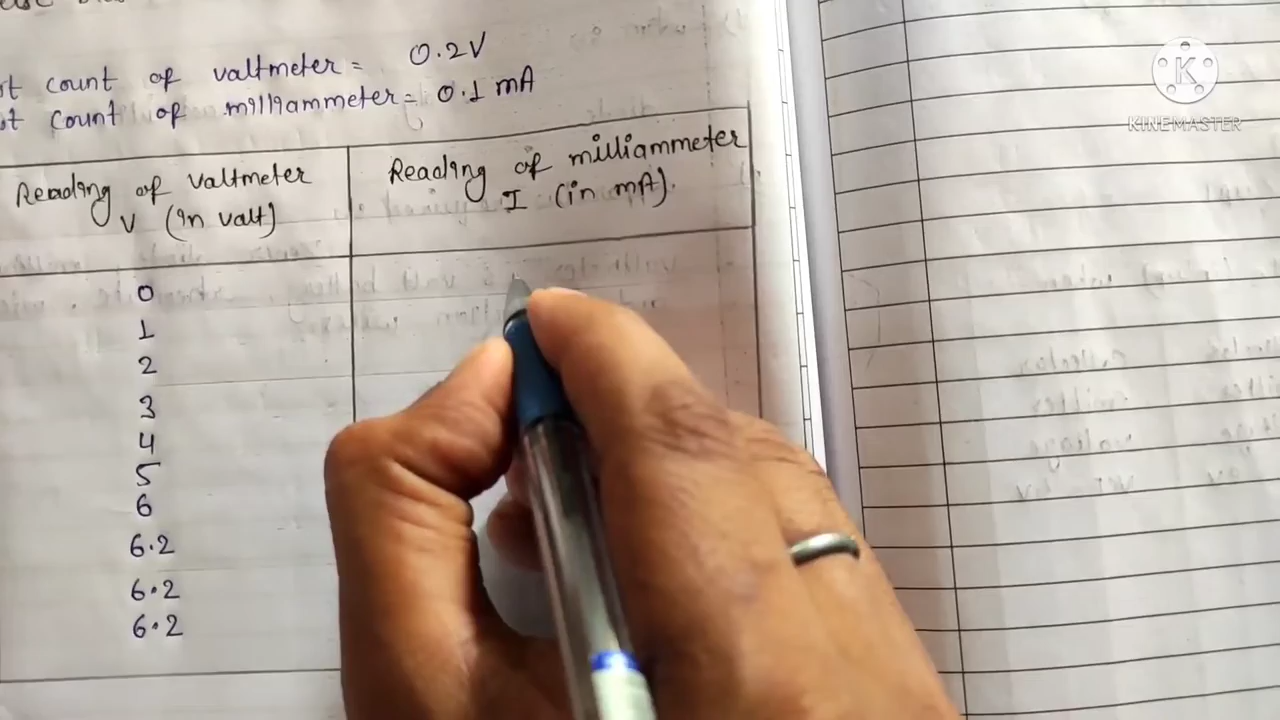 count of valtmeter = 0.2V
count of milliammeter = 0.1 mA
Reading of valtmeter
V (in valt)
Reading of milliammeter
I (in mA).
0
1
2
3
4
5
6
6.2
6.2
6.2
K
KINEMASTER